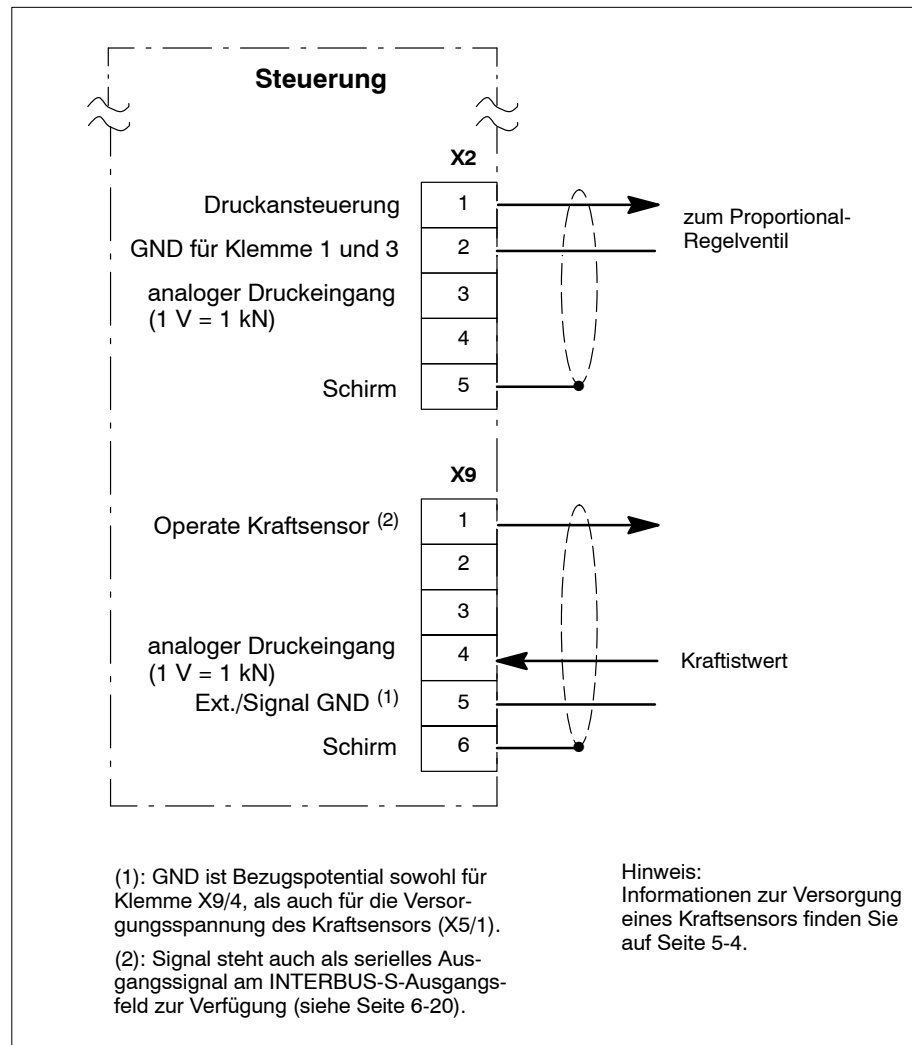 Steuerung
X2
Druckansteuerung
1
zum Proportional-
Regelventil
GND für Klemme 1 und 3
2
analoger Druckeingang
(1 V = 1 kN)
3
4
Schirm
5
X9
Operate Kraftsensor (2)
1
2
3
analoger Druckeingang
(1 V = 1 kN)
4
Kraftistwert
Ext./Signal GND (1)
5
Schirm
6
(1): GND ist Bezugspotential sowohl für
Klemme X9/4, als auch für die Versor-
gungsspannung des Kraftsensors (X5/1).
(2): Signal steht auch als serielles Aus-
gangssignal am INTERBUS-S-Ausgangs-
feld zur Verfügung (siehe Seite 6-20).
Hinweis:
Informationen zur Versorgung
eines Kraftsensors finden Sie
auf Seite 5-4.